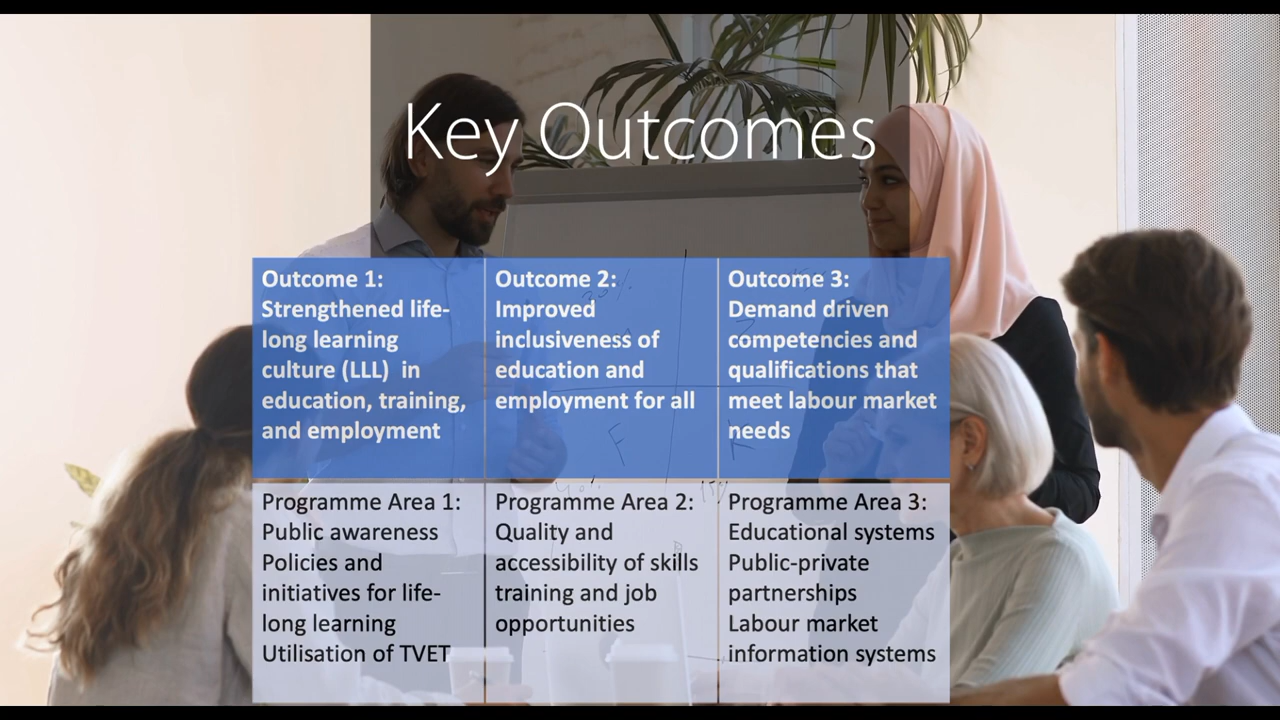 Key Outcomes
Outcome 1:
Strengthened life-
long learning
culture (LLL)  in
education, training,
and employment
Outcome 2:
Improved
inclusiveness of
education and
employment for all
Outcome 3:
Demand driven
competencies and
qualifications that
meet labour market
needs
Programme Area 1:
Public awareness
Policies and
initiatives for life-
long learning
Utilisation of TVET
Programme Area 2:
Quality and
accessibility of skills
training and job
opportunities
Programme Area 3:
Educational systems
Public-private
partnerships
Labour market
information systems